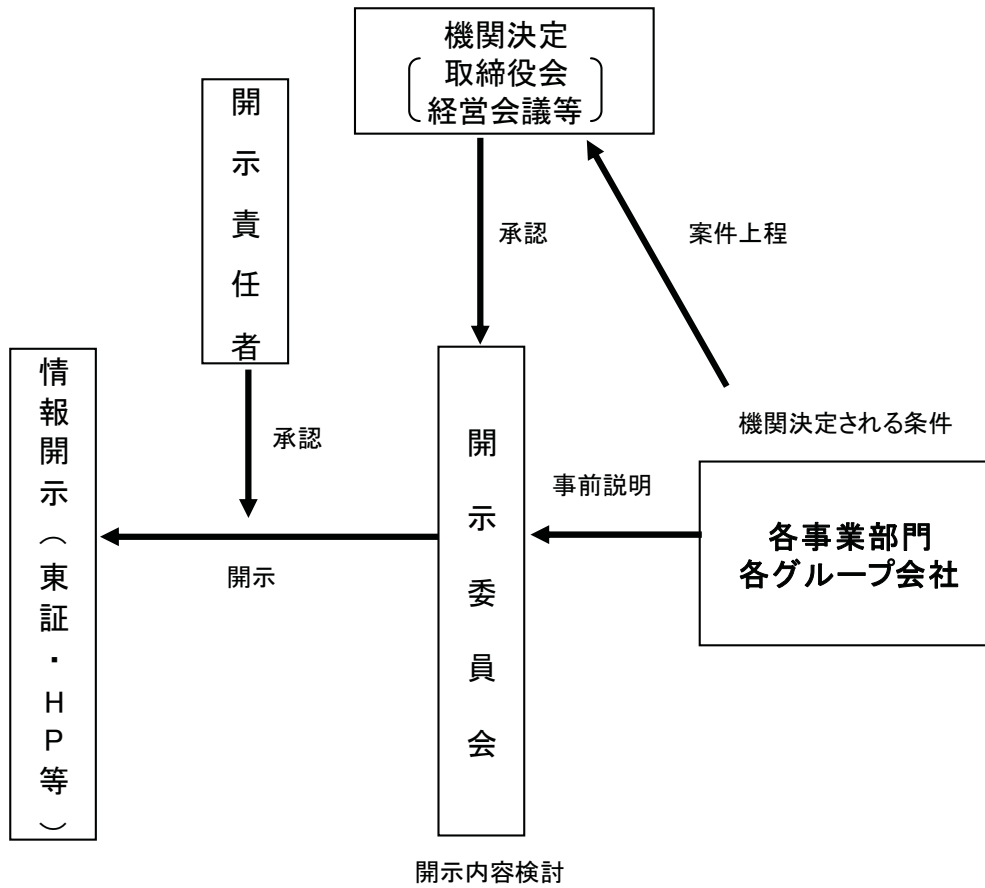 機関決定
取締役会
経営会議等
開示責任者
承認
案件上程
情報開示（東証・HP等）
承認
開示委員会
機関決定される条件
事前説明
各事業部門
各グループ会社
開示
開示内容検討